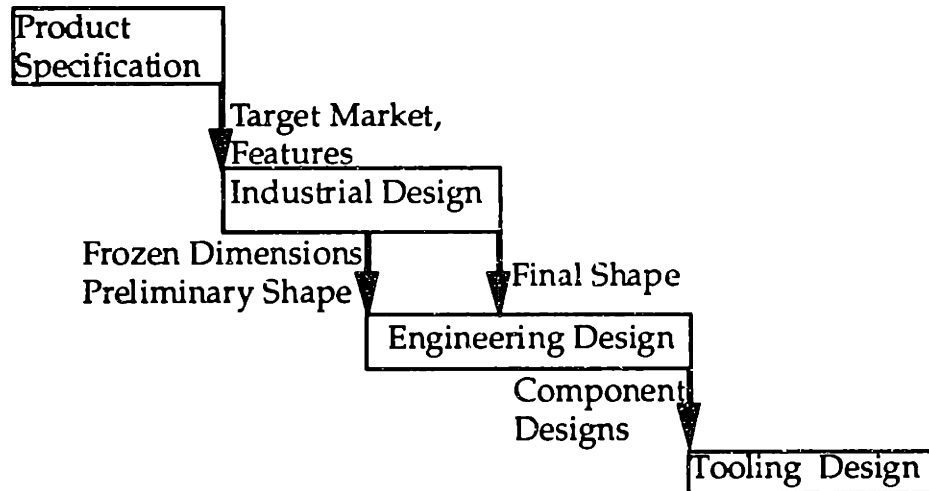 Product
Specification
Target Market,
Features
Industrial Design
Frozen Dimensions
Preliminary Shape
Final Shape
Engineering Design
Component
Designs
Tooling Design